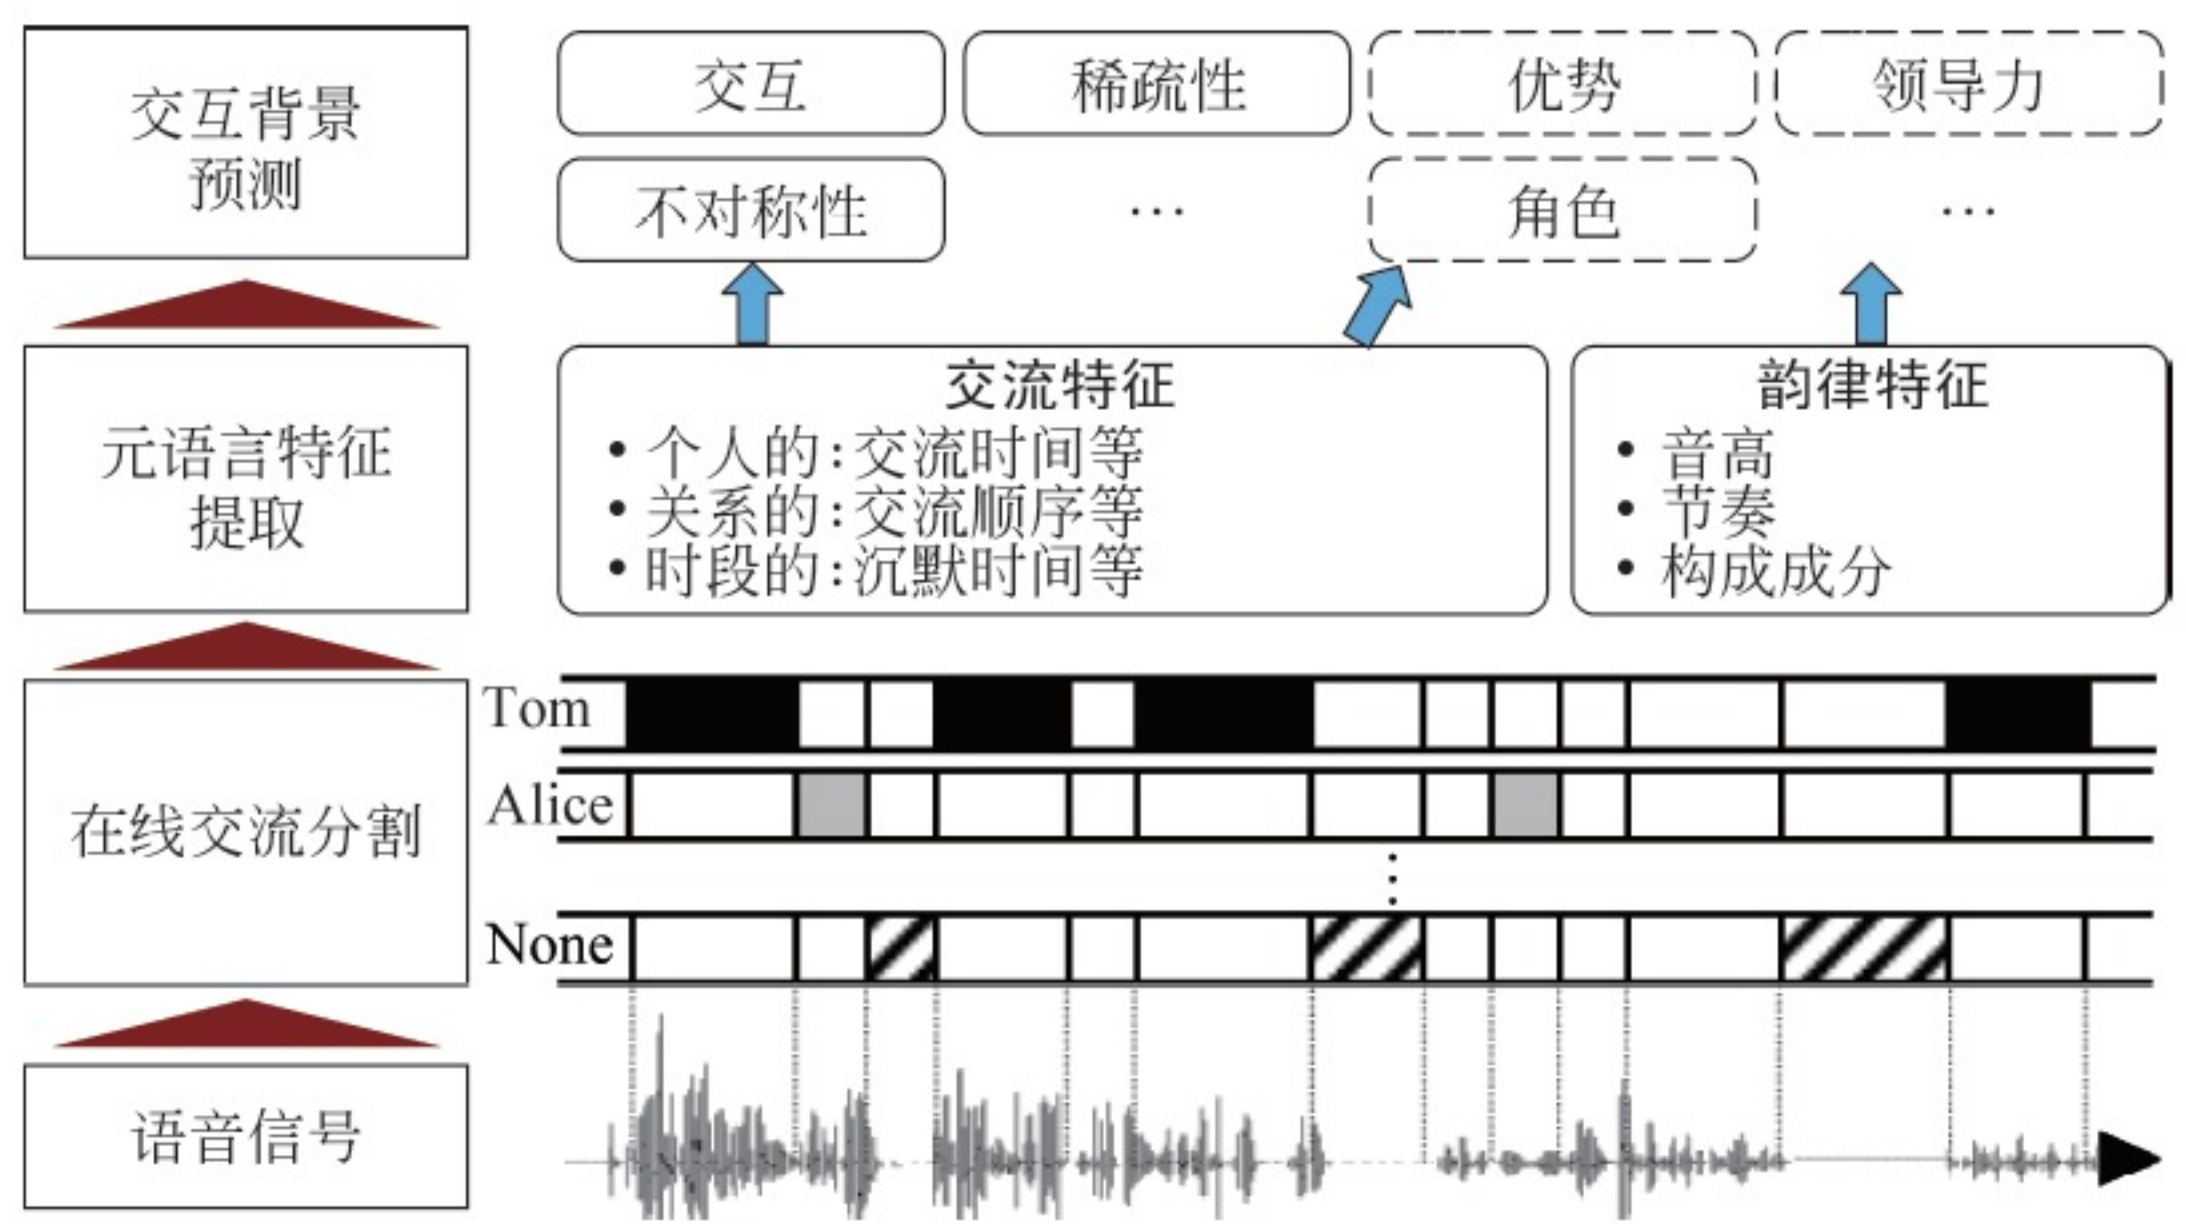 交互背景
预测
交互
稀疏性
优势
领导力
不对称性
…
角色
…
元语言特征
提取
交流特征
• 个人的:交流时间等
• 关系的:交流顺序等
• 时段的:沉默时间等
韵律特征
• 音高
• 节奏
• 构成成分
在线交流分割
Tom
Alice
⋮
None
语音信号